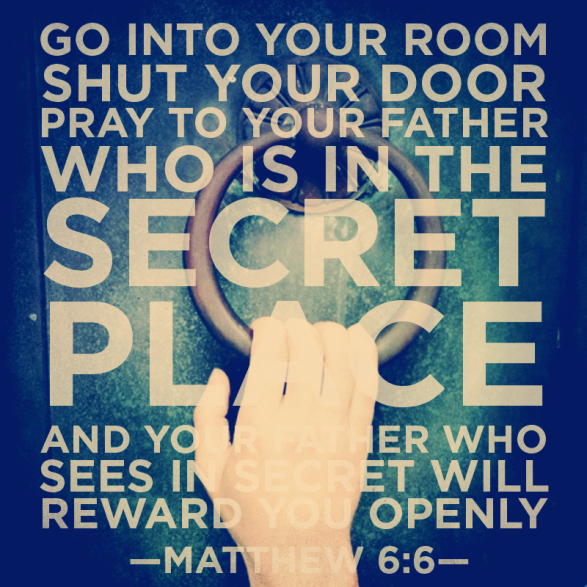 GO INTO YOUR ROOM
SHUT YOUR DOOR
PRAY TO YOUR FATHER
WHO IS IN THE
SECRET
PLACE
AND YOUR FATHER WHO
SEES IN SECRET WILL
REWARD YOU OPENLY
—MATTHEW 6:6—